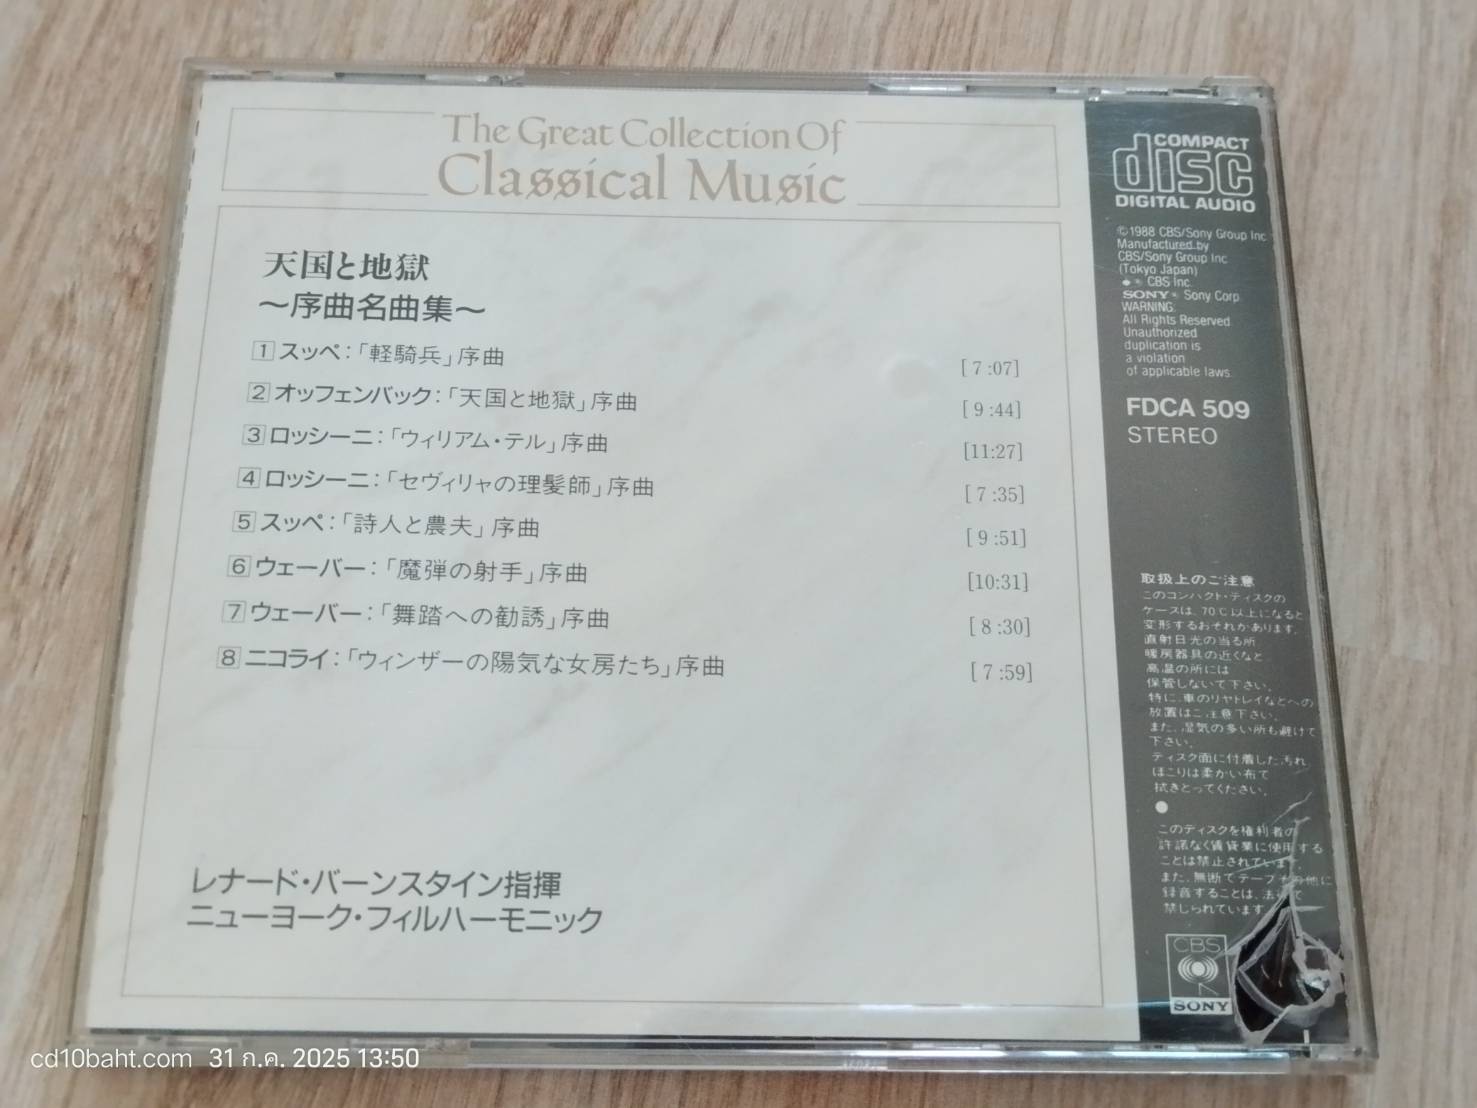 The Great Collection Of
Classical Music
天国と地獄
～序曲名曲集～
1 スッペ：「軽騎兵」序曲 [ 7 :07]
2 オッフェンバック：「天国と地獄」序曲 [ 9 :44]
3 ロッシーニ：「ウィリアム・テル」序曲 [11:27]
4 ロッシーニ：「セヴィリャの理髪師」序曲 [ 7 :35]
5 スッペ：「詩人と農夫」序曲 [ 9 :51]
6 ウェーバー：「魔弾の射手」序曲 [10:31]
7 ウェーバー：「舞踏への勧誘」序曲 [ 8 :30]
8 ニコライ：「ウィンザーの陽気な女房たち」序曲 [ 7 :59]
レナード・バーンスタイン指揮
ニューヨーク・フィルハーモニック
COMPACT
disc
DIGITAL AUDIO
©1988 CBS/Sony Group Inc
Manufactured by
CBS/Sony Group Inc
(Tokyo Japan)
CBS Inc.
SONY ® Sony Corp.
WARNING:
All Rights Reserved
Unauthorized
duplication is
a violation
of applicable laws.
FDCA 509
STEREO
取扱上のご注意
このコンパクト・ディスクの
ケースは、70℃以上になると
変形するおそれがあります。
直射日光の当る所
暖房器具の近くなど
高温の所には
保管しないで下さい。
特に、車のリヤトレイなどへの
放置はご注意下さい。
また、湿気の多い所も避けて
下さい。
ディスク面に付着した汚れ
ほこりは柔かい布で
拭きとってください。
このディスクを権利者の
許諾なく賃貸業に使用する
ことは禁止されています。
また、無断でテープその他に
録音することは、法で
禁じられています
CBS
SONY
cd10baht.com 31 ก.ค. 2025 13:50